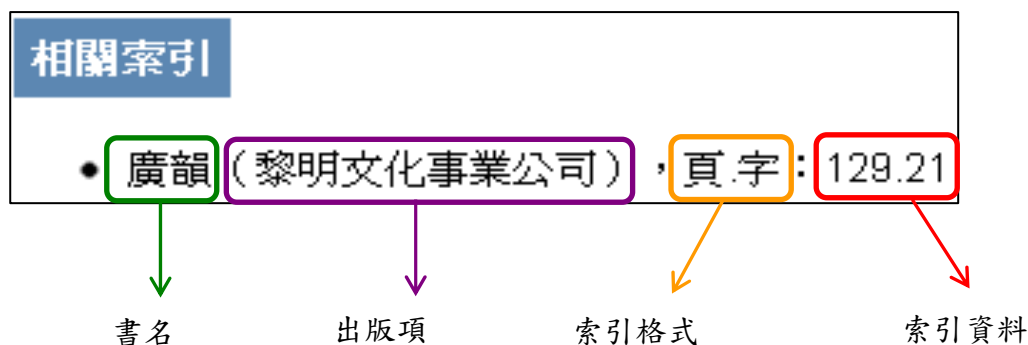 相關索引
• 廣韻（黎明文化事業公司），頁.字：129.21
書名 出版項 索引格式 索引資料